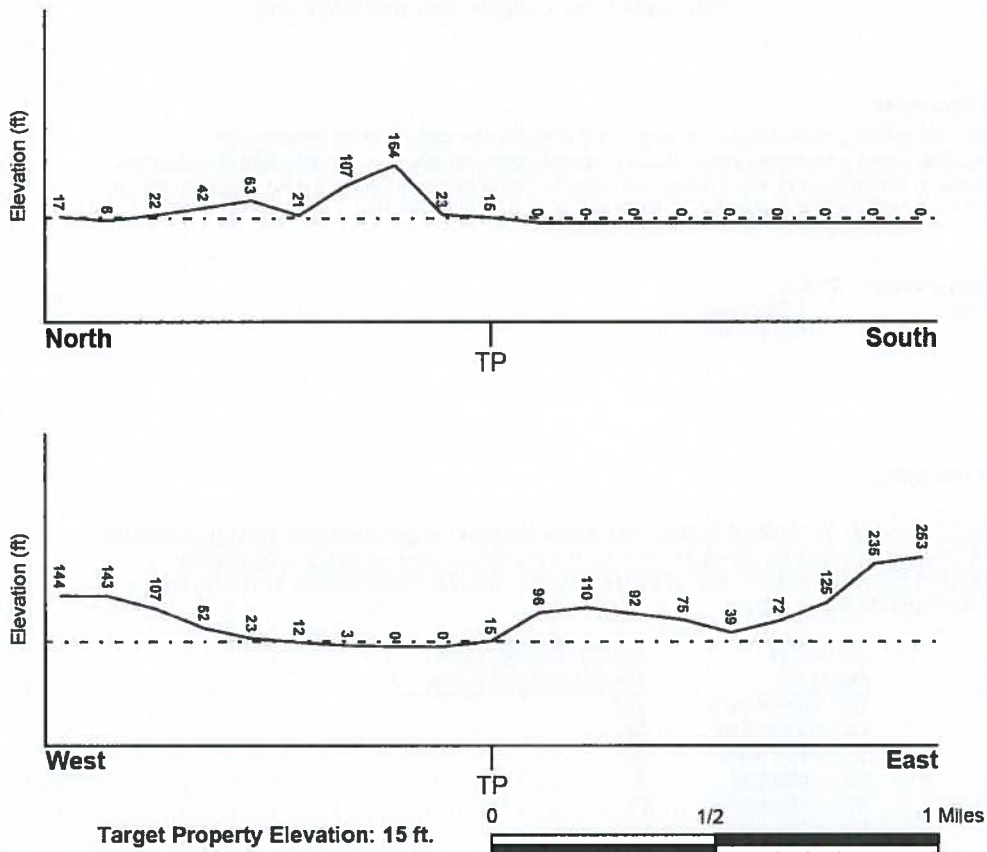 Elevation (ft)
17 6 22 42 63 21 107 164 23 15 0 0 0 0 0 0 0 0 0
North South
TP
Elevation (ft)
144 143 107 52 23 12 3 0 0 15 96 110 92 75 39 72 125 235 253
West East
TP
0 1/2 1 Miles
Target Property Elevation: 15 ft.